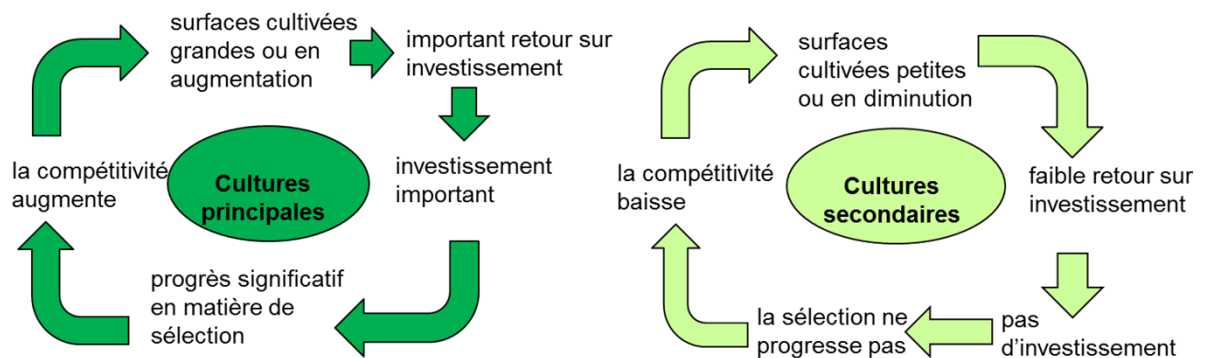 surfaces cultivées
grandes ou en
augmentation
important retour sur
investissement
investissement
important
progrès significatif
en matière de
sélection
la compétitivité
augmente
Cultures
principales
surfaces
cultivées petites
ou en diminution
faible retour sur
investissement
pas
d’investissement
la sélection ne
progresse pas
la compétitivité
baisse
Cultures
secondaires